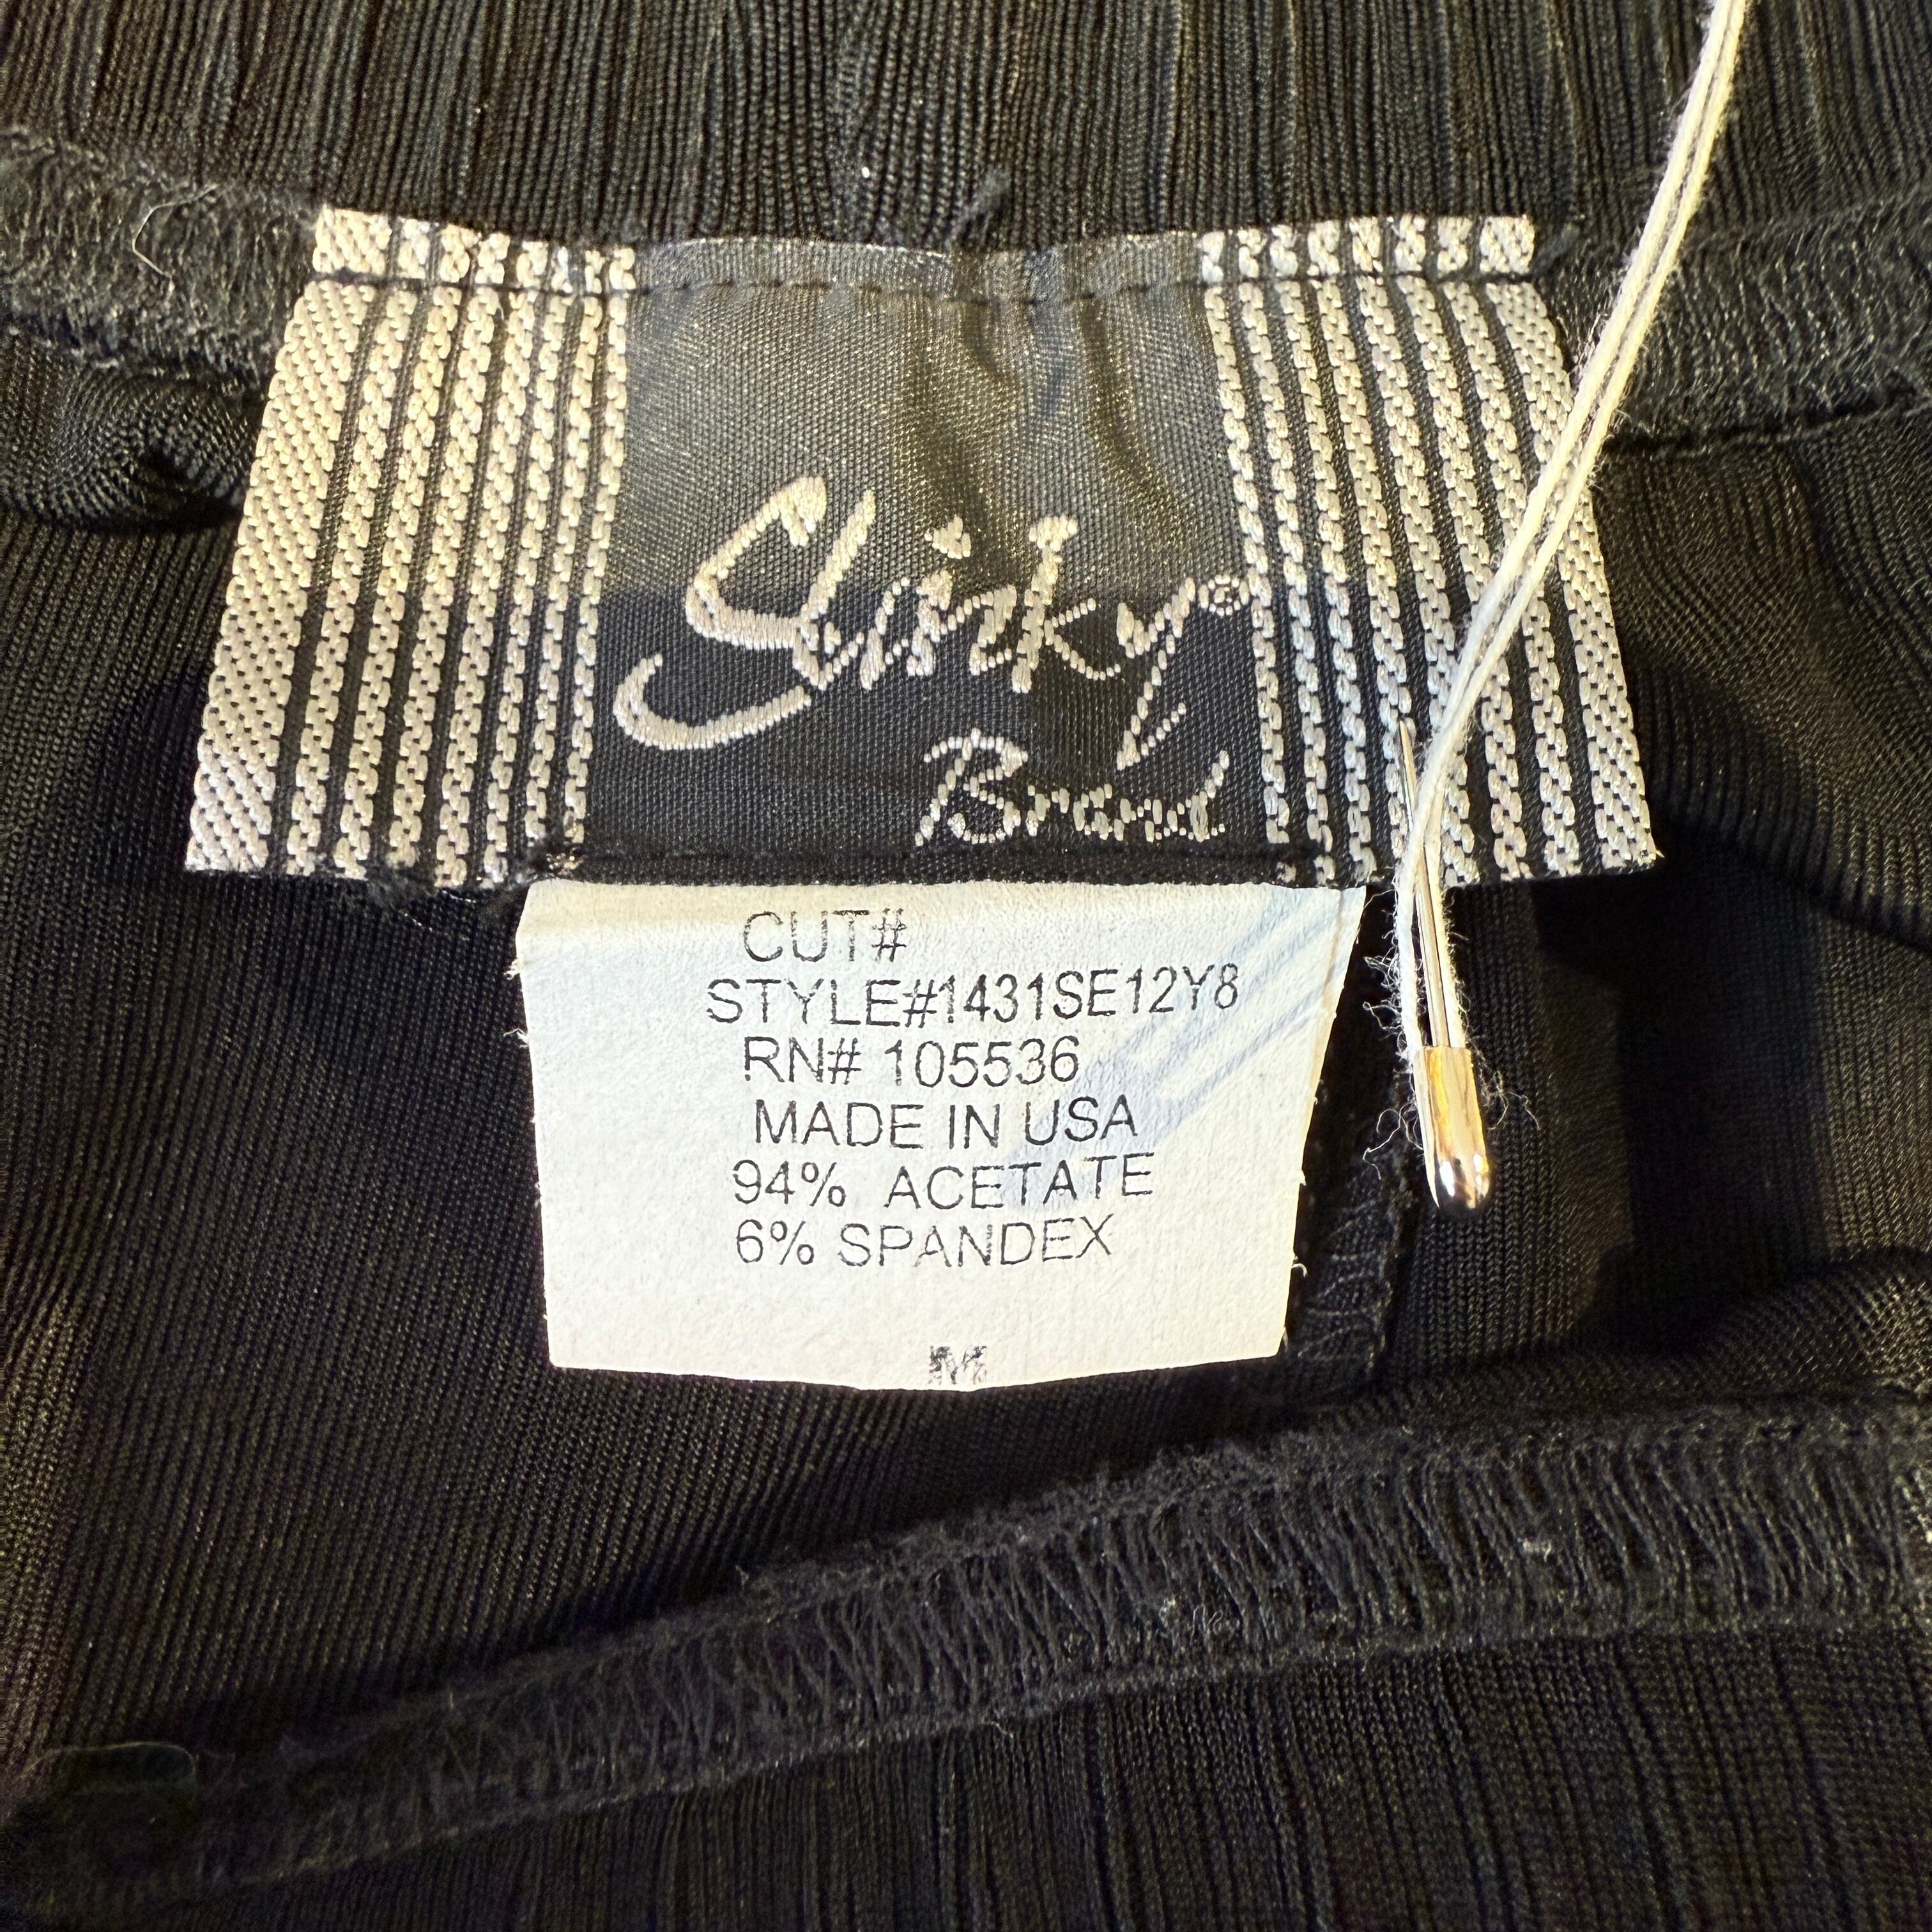 Slinky©
Brand
CUT#
STYLE#1431SE12Y8
RN# 105536
MADE IN USA
94% ACETATE
6% SPANDEX
M